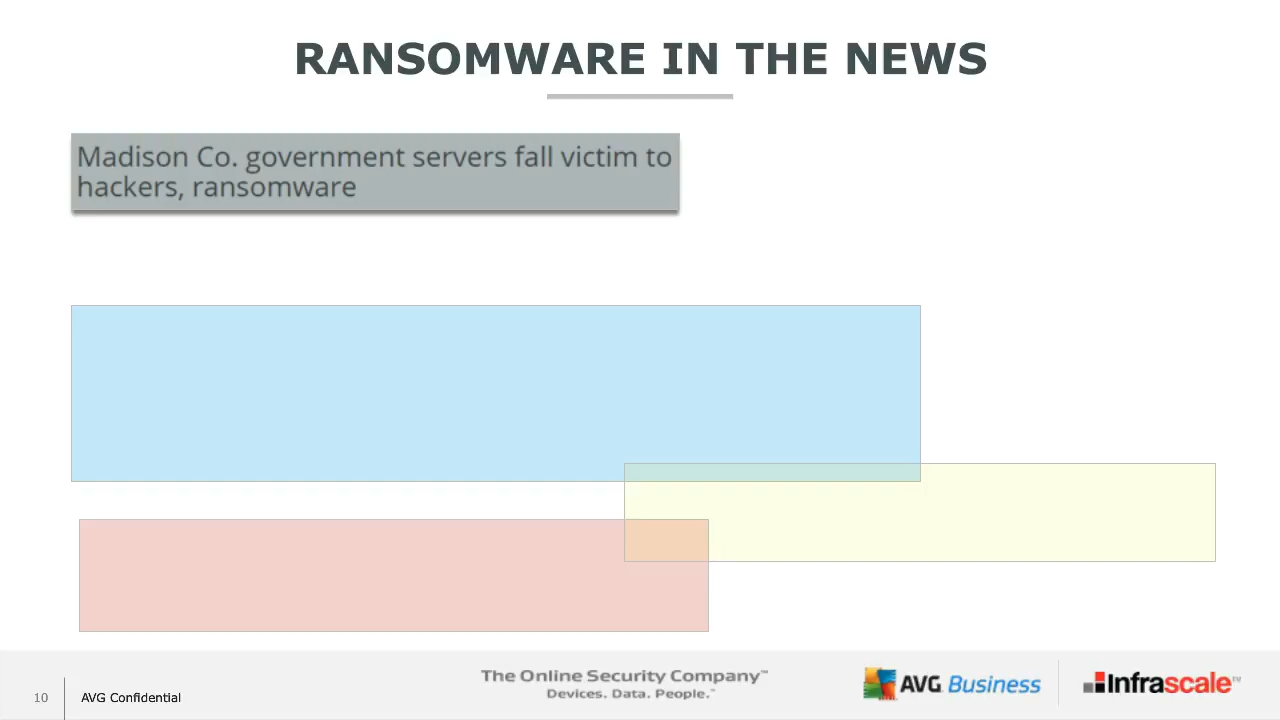 RANSOMWARE IN THE NEWS
Madison Co. government servers fall victim to
hackers, ransomware
The Online Security Company™
Devices. Data. People.™
10
AVG Confidential
AVG Business
Infrascale™